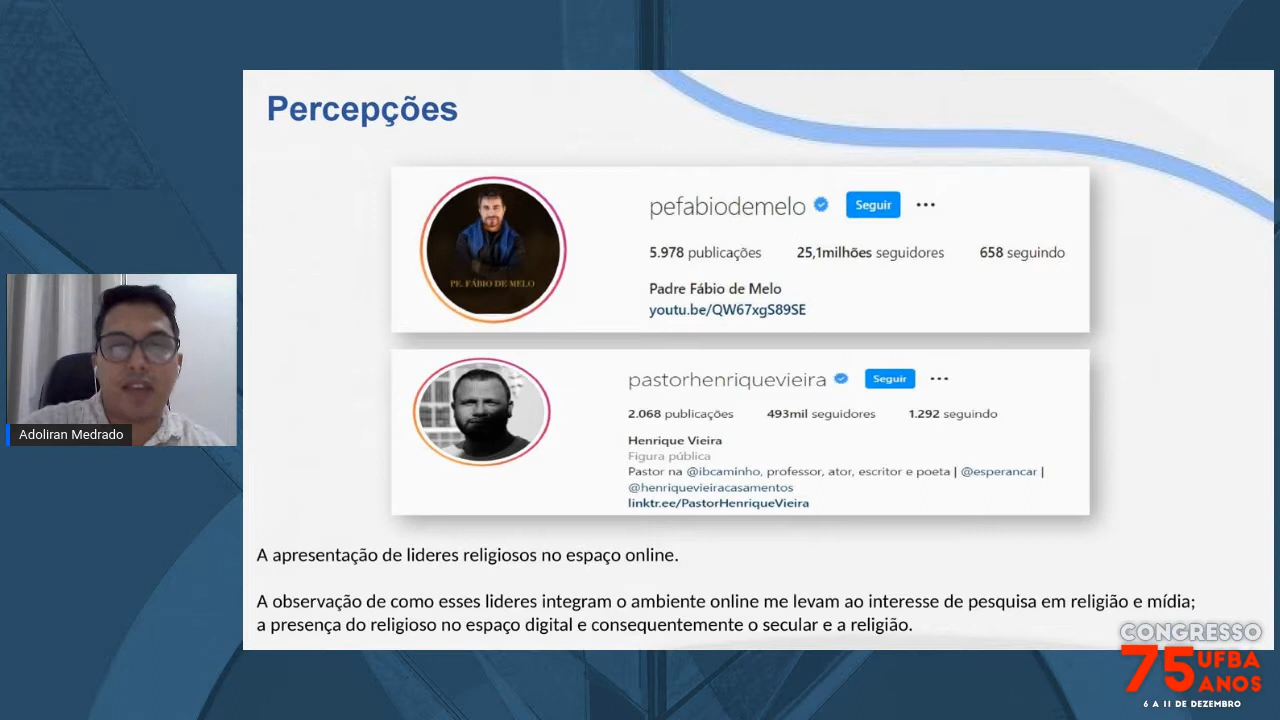 Percepções
PE. FÁBIO DE MELO
pefabiodemelo Seguir •••
5.978 publicações 25,1milhões seguidores 658 seguindo
Padre Fábio de Melo
youtu.be/QW67xgS89SE
pastorhenriquevieira Seguir •••
2.068 publicações 493mil seguidores 1.292 seguindo
Henrique Vieira
Figura pública
Pastor na @ibcaminho, professor, ator, escritor e poeta | @esperancar |
@henriquevieiracasamentos
linktr.ee/PastorHenriqueVieira
Adoliran Medrado
A apresentação de lideres religiosos no espaço online.
A observação de como esses lideres integram o ambiente online me levam ao interesse de pesquisa em religião e mídia;
a presença do religioso no espaço digital e consequentemente o secular e a religião.
CONGRESSO
75 UFBA
ANOS
6 A 11 DE DEZEMBRO